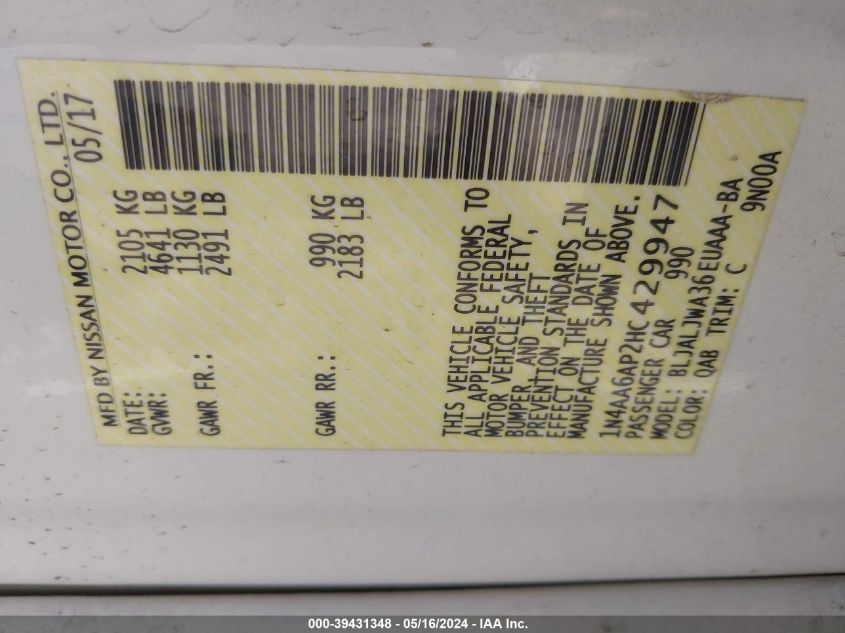 MFD BY NISSAN MOTOR CO., LTD.
DATE: 05/17
GVWR: 2105 KG
4641 LB
GAWR FR.: 1130 KG
2491 LB
GAWR RR.: 990 KG
2183 LB
THIS VEHICLE CONFORMS TO
ALL APPLICABLE FEDERAL
MOTOR VEHICLE SAFETY,
BUMPER, AND THEFT
PREVENTION STANDARDS IN
EFFECT ON THE DATE OF
MANUFACTURE SHOWN ABOVE.
1N4AA6AP2HC429947
PASSENGER CAR 990
MODEL: BLJALJWA36EUAAA-BA
COLOR: QAB TRIM: C 9N00A
000-39431348 - 05/16/2024 - IAA Inc.